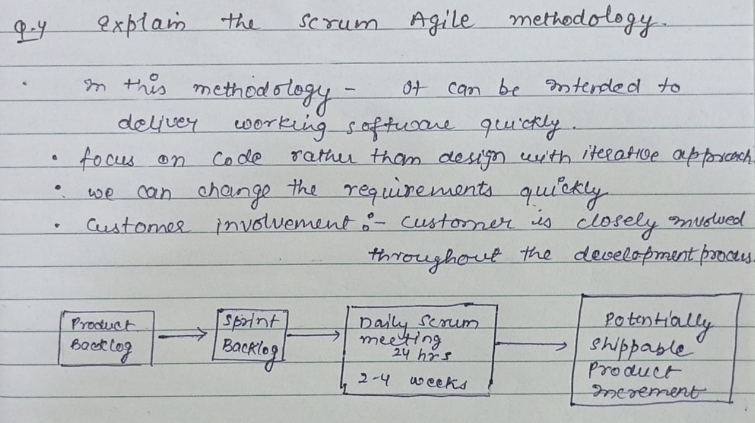 Q.4 Explain the scrum Agile methodology.
• In this methodology - It can be intended to
deliver working software quickly.
• focus on code rather than design with iterative approach
• we can change the requirements quickly
• Customer involvement :- customer is closely involved
throughout the development process.
Product
Backlog
Sprint
Backlog
Daily Scrum
meeting
24 hrs
2-4 weeks
Potentially
Shippable
Product
Increment